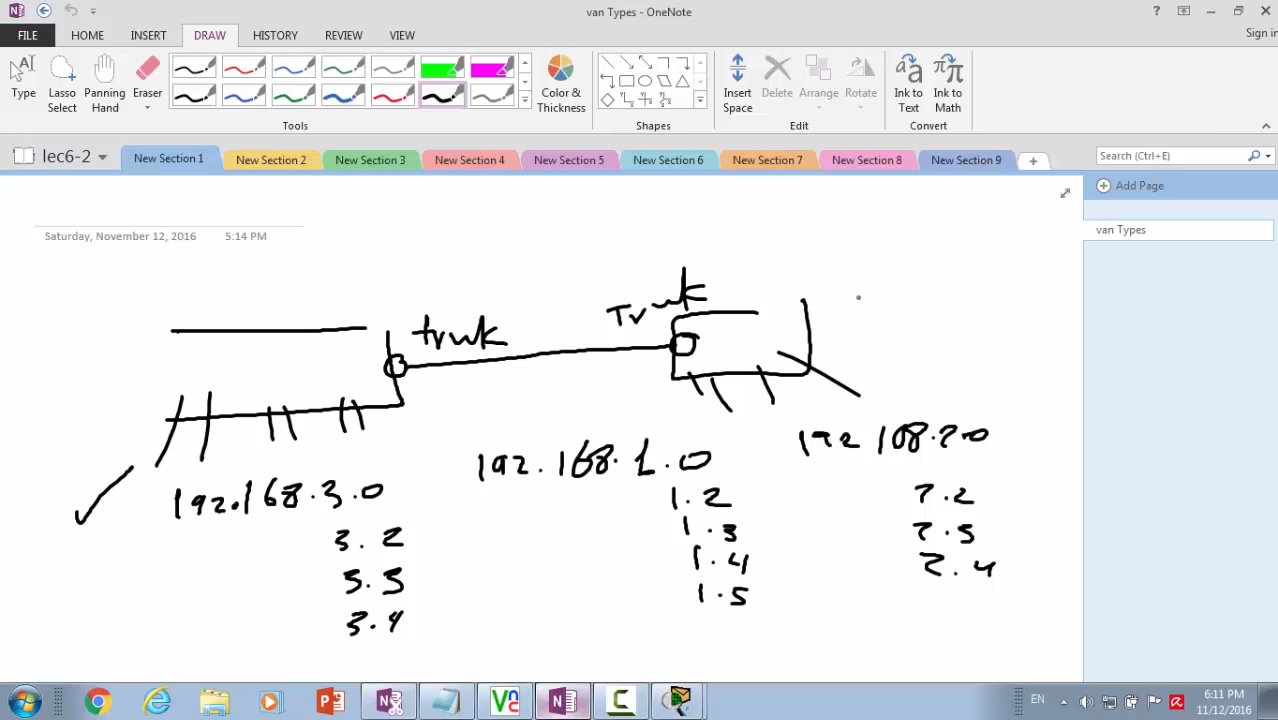 van Types - OneNote
FILE HOME INSERT DRAW HISTORY REVIEW VIEW
Sign in
Type
Lasso Select
Panning Hand
Eraser
Color & Thickness
Insert Space
Delete
Arrange
Rotate
Ink to Text
Ink to Math
Tools
Shapes
Edit
Convert
lec6-2
New Section 1 New Section 2 New Section 3 New Section 4 New Section 5 New Section 6 New Section 7 New Section 8 New Section 9
Search (Ctrl+E)
Add Page
van Types
Saturday, November 12, 2016 5:14 PM
Trunk
trunk
192.168.3.0
3.2
3.3
3.4
192.168.1.0
1.2
1.3
1.4
1.5
192 168.2.0
2.2
2.3
2.4
EN
6:11 PM
11/12/2016